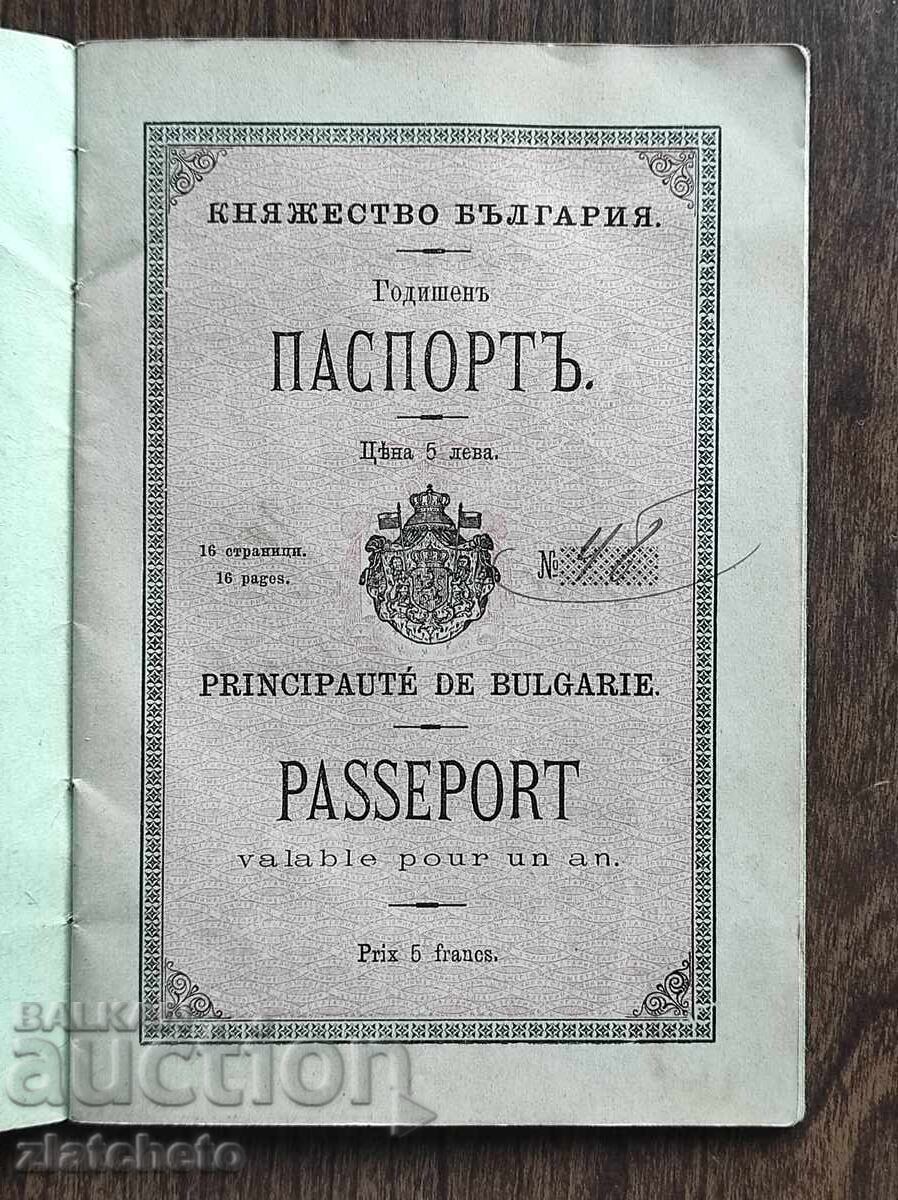 КНЯЖЕСТВО БЪЛГАРИЯ.
Годишенъ
ПАСПОРТЪ.
Цѣна 5 лева.
16 страници.
16 pages.
№ 48
PRINCIPAUTÉ DE BULGARIE.
PASSEPORT
valable pour un an.
Prix 5 francs.
BALKAN
auction
zlatcheto